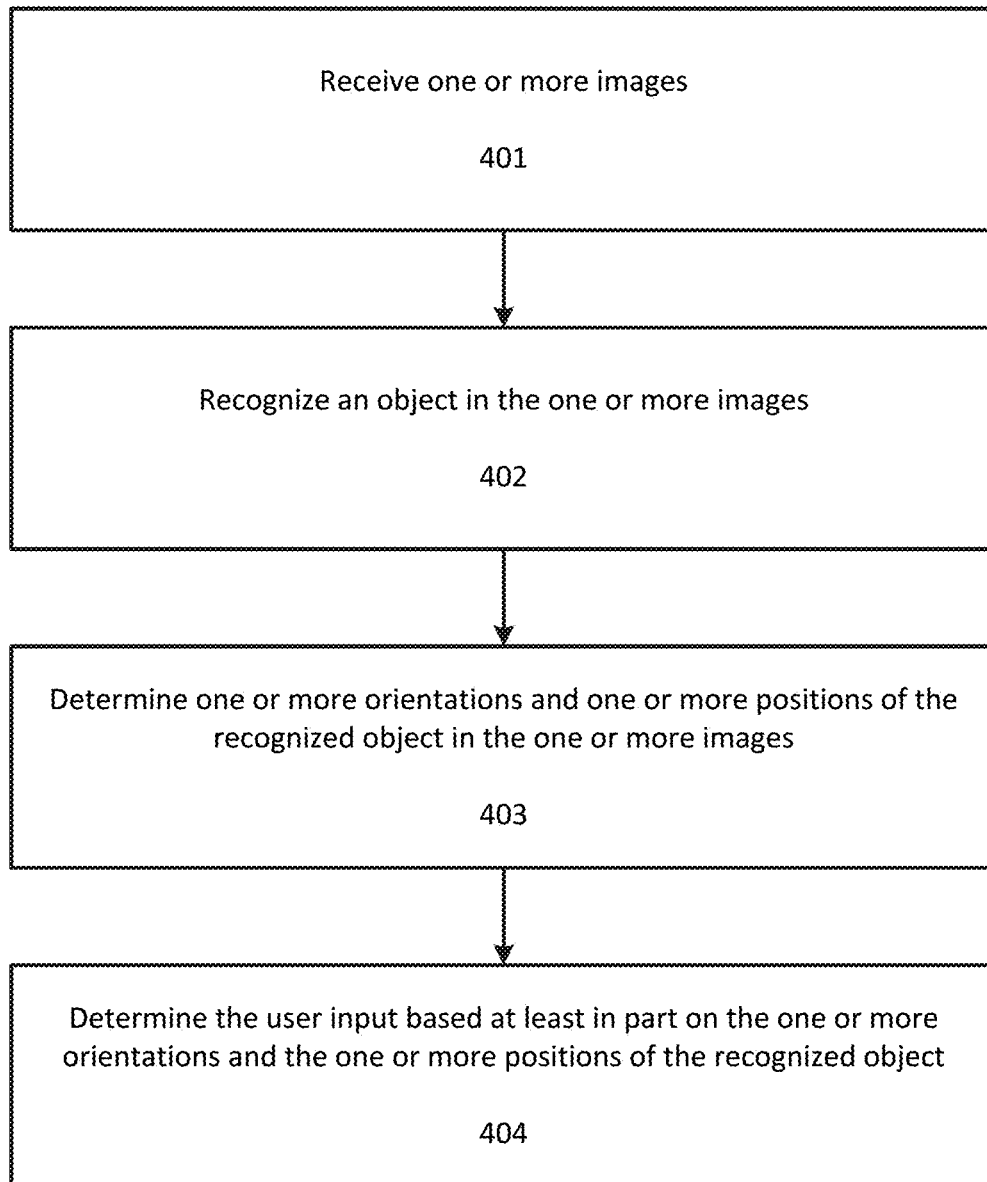 Receive one or more images
401
Recognize an object in the one or more images
402
Determine one or more orientations and one or more positions of the
recognized object in the one or more images
403
Determine the user input based at least in part on the one or more
orientations and the one or more positions of the recognized object
404